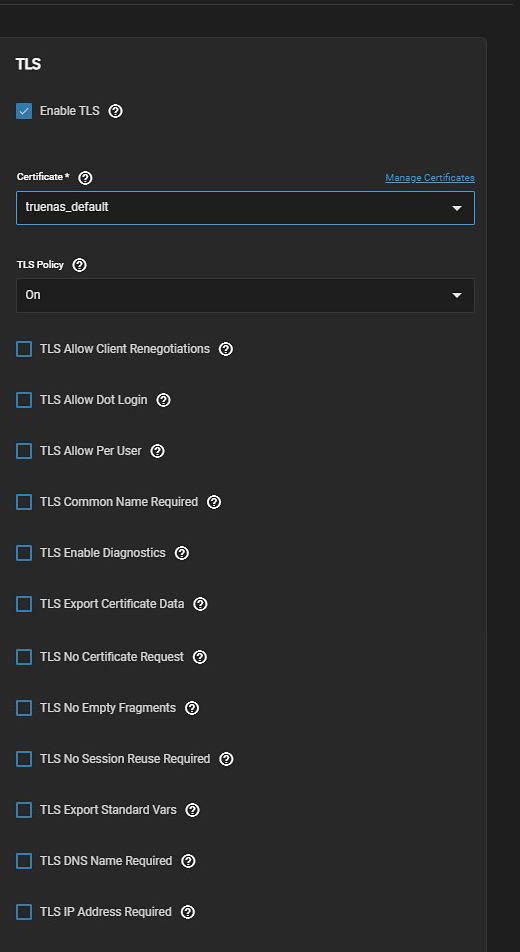 TLS
Enable TLS
Certificate * Manage Certificates
truenas_default
TLS Policy
On
TLS Allow Client Renegotiations
TLS Allow Dot Login
TLS Allow Per User
TLS Common Name Required
TLS Enable Diagnostics
TLS Export Certificate Data
TLS No Certificate Request
TLS No Empty Fragments
TLS No Session Reuse Required
TLS Export Standard Vars
TLS DNS Name Required
TLS IP Address Required